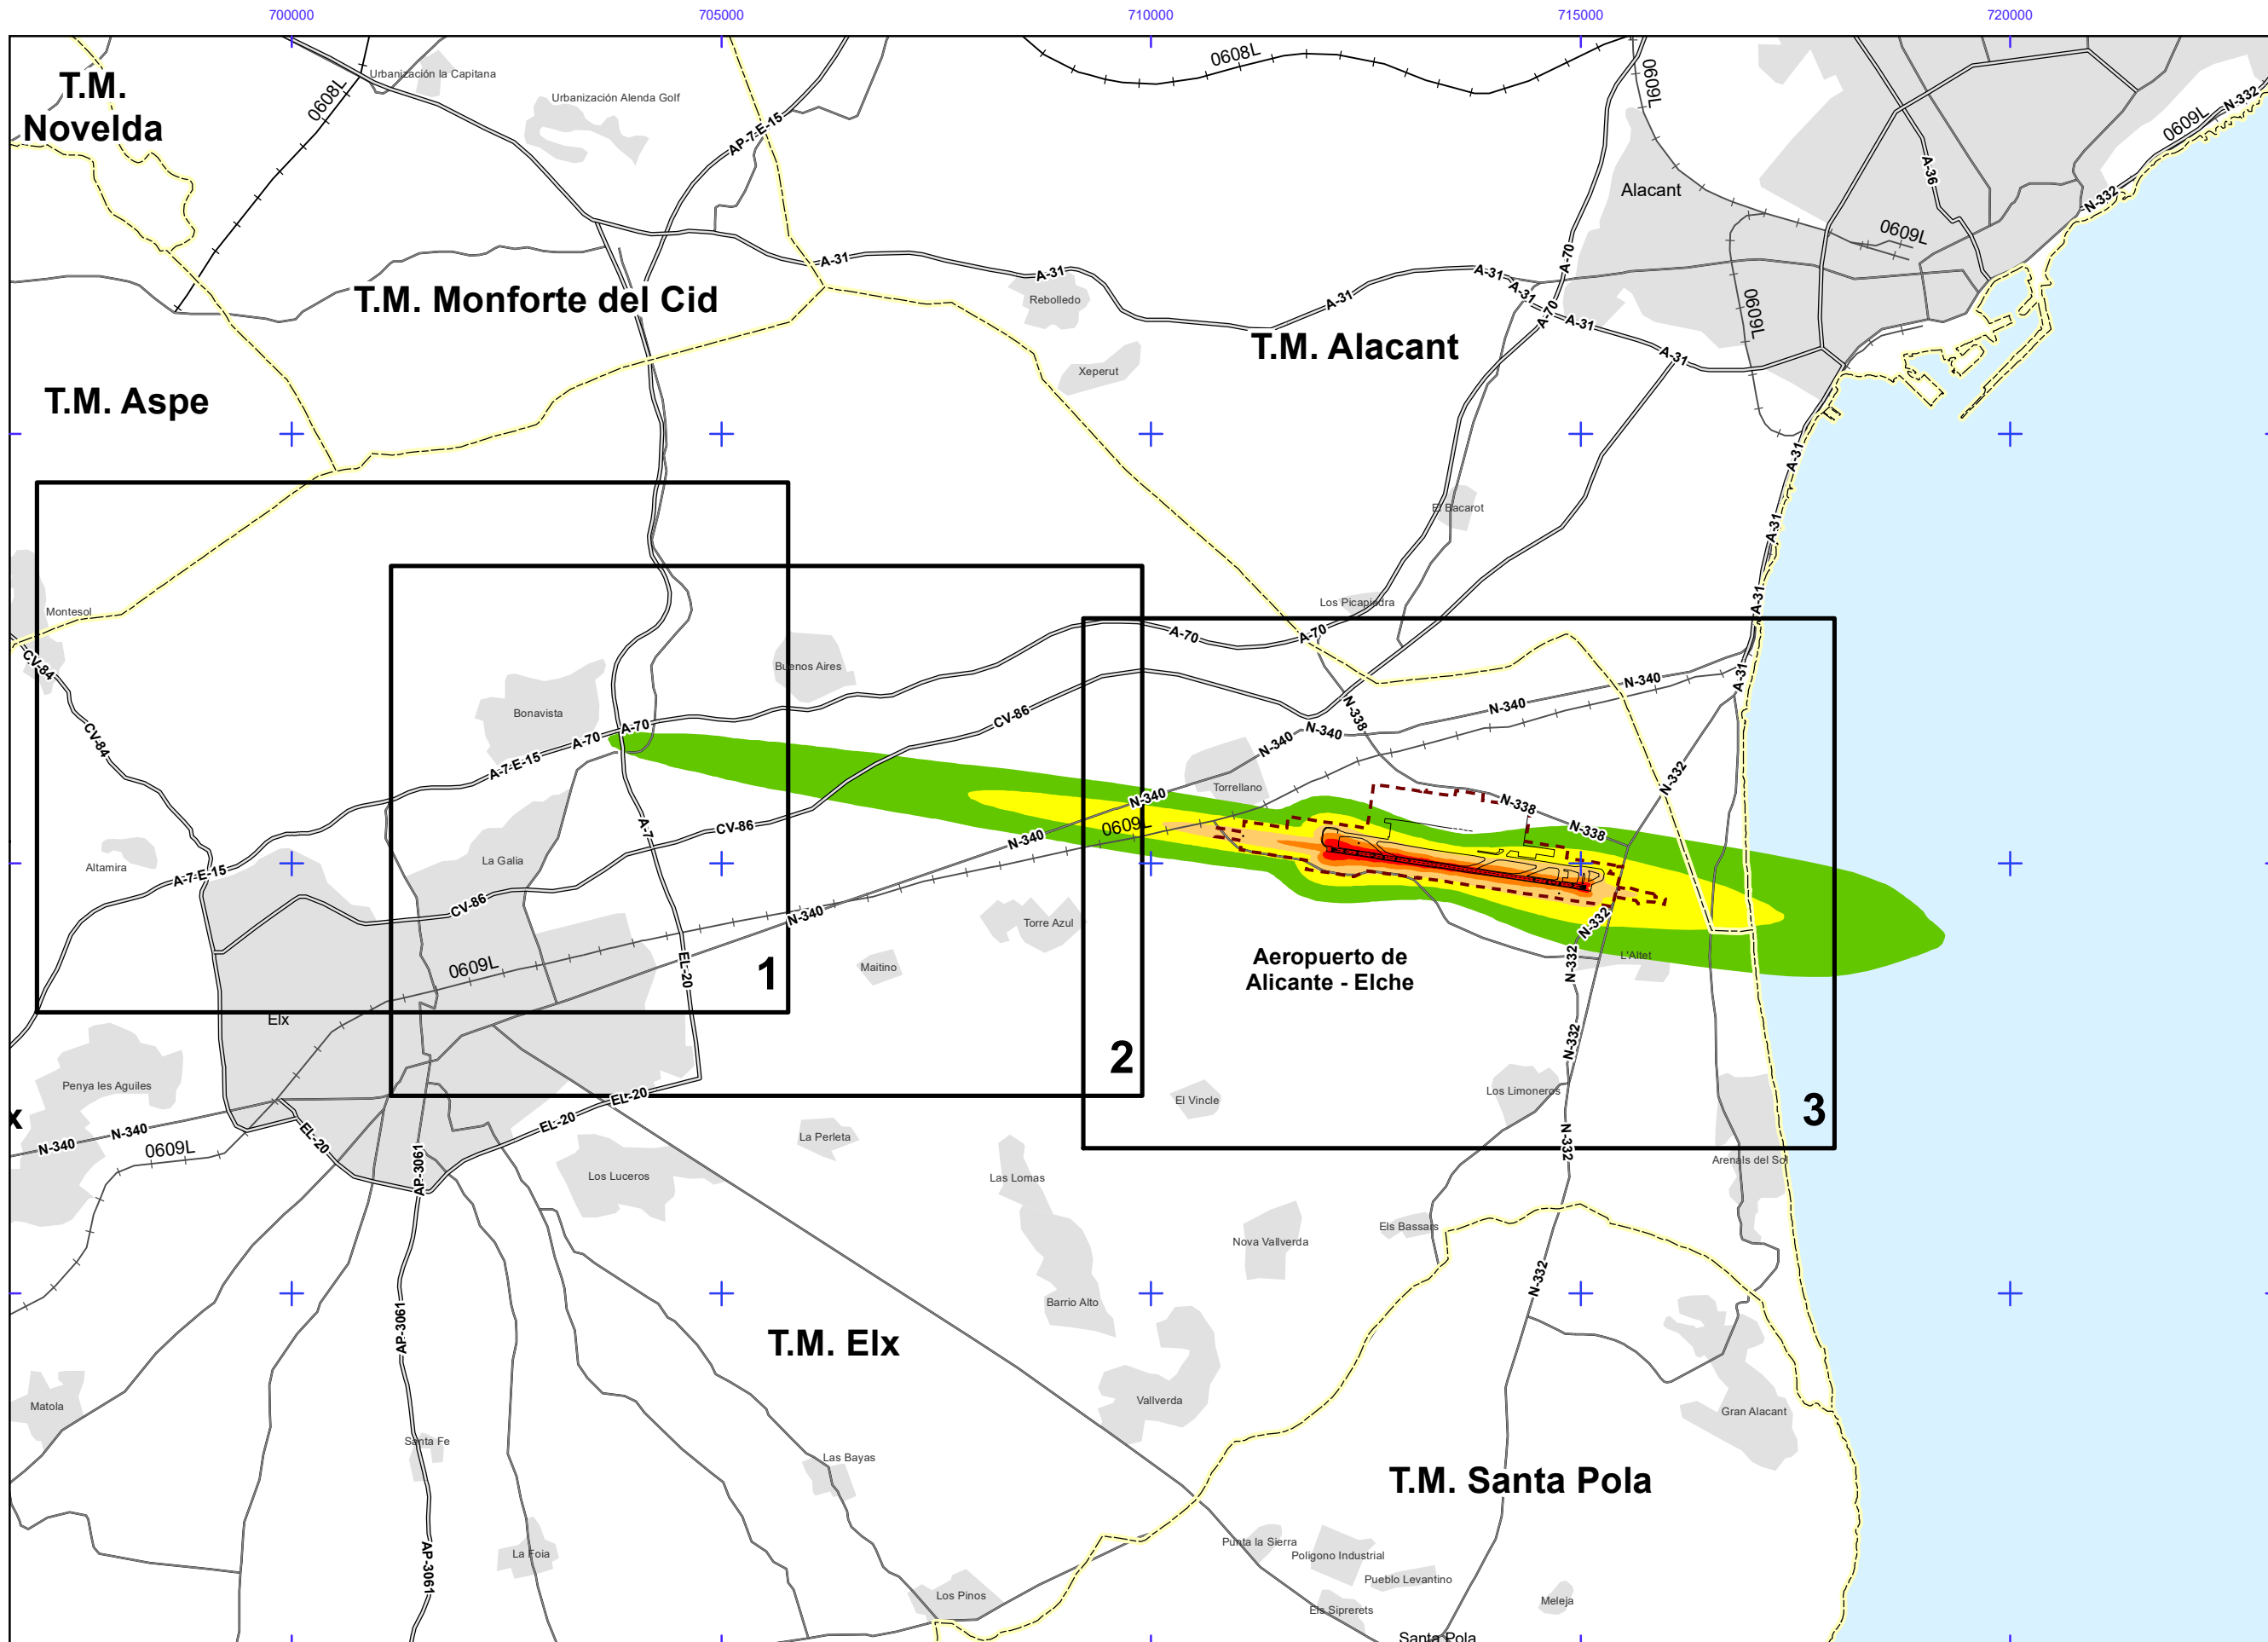 700000
705000
710000
715000
720000
T.M.
Novelda
Urbanización la Capitana
Urbanización Alenda Golf
0608L
0608L
AP-7-E-15
0609L
0609L
N-332
A-36
N-332
Alacant
0609L
A-70
T.M. Monforte del Cid
A-31
A-31
A-31
A-31
A-31
A-70
A-31
A-31
0609L
Rebolledo
T.M. Alacant
Xeperut
T.M. Aspe
A-31
El Bacarot
A-31
Los Picapiedra
A-31
Montesol
CV-84
A-70
A-70
Buenos Aires
A-31
N-340
Bonavista
CV-84
A-70
A-70
CV-86
N-338
N-340
N-340
N-340
A-7-E-15
Torrellano
N-332
N-340
N-338
N-338
0609L
A-7
CV-86
N-340
Altamira
La Galia
A-7-E-15
CV-86
N-340
Torre Azul
N-332
N-332
L'Altet
Aeropuerto de
Alicante - Elche
0609L
EL-20
1
Maitino
Elx
2
N-332
Penya les Aguiles
Los Limoneros
El Vincle
3
EL-20
x
N-340
N-340
0609L
EL-20
EL-20
La Perleta
N-332
AP-3061
Los Luceros
Las Lomas
Arenals del Sol
Els Bassars
Nova Vallverda
N-332
Barrio Alto
AP-3061
T.M. Elx
Matola
Vallverda
Gran Alacant
Santa Fe
Las Bayas
T.M. Santa Pola
La Foia
AP-3061
Punta la Sierra
Poligono Industrial
Pueblo Levantino
Los Pinos
Els Siprerets
Meleja
Santa Pola